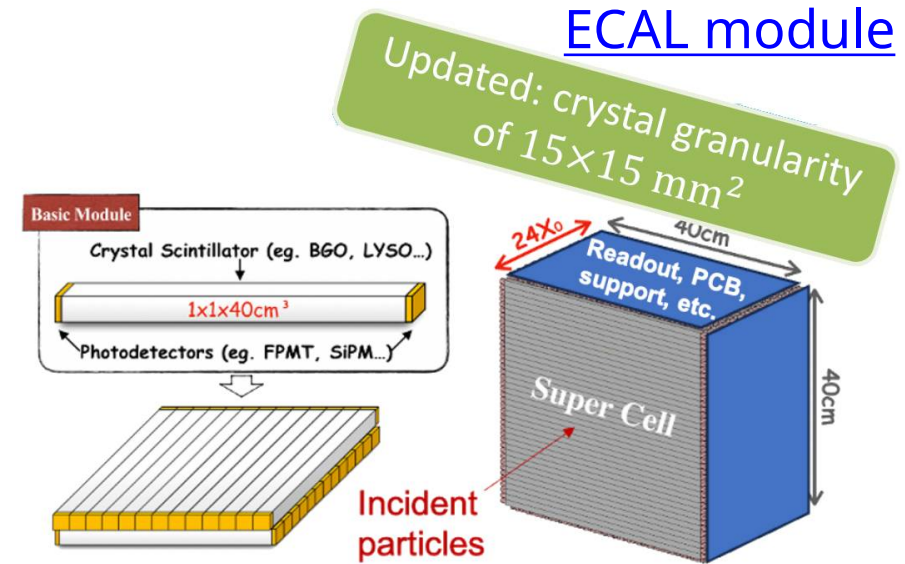 ECAL module
Updated: crystal granularity
of 15×15 mm²
Basic Module
Crystal Scintillator (eg. BGO, LYSO…)
1x1x40cm³
Photodetectors (eg. FPMT, SiPM…)
24X₀
40cm
Readout, PCB,
support, etc.
Super Cell
40cm
Incident
particles